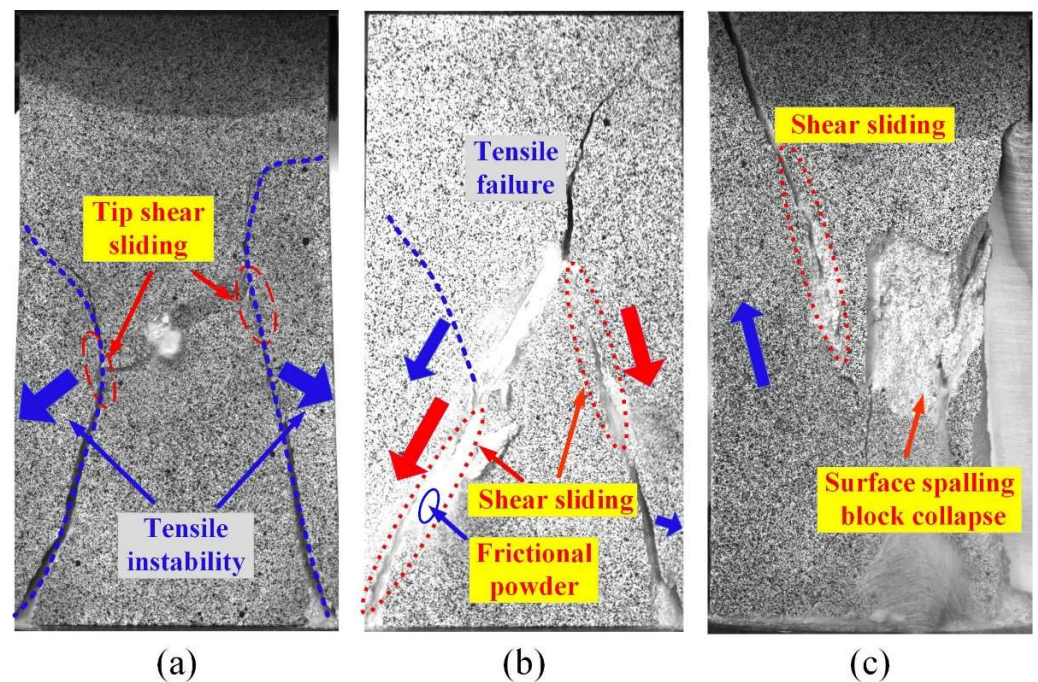 Tip shear
sliding
Tensile
instability
Tensile
failure
Shear sliding
Frictional
powder
Shear sliding
Surface spalling
block collapse
(a)
(b)
(c)